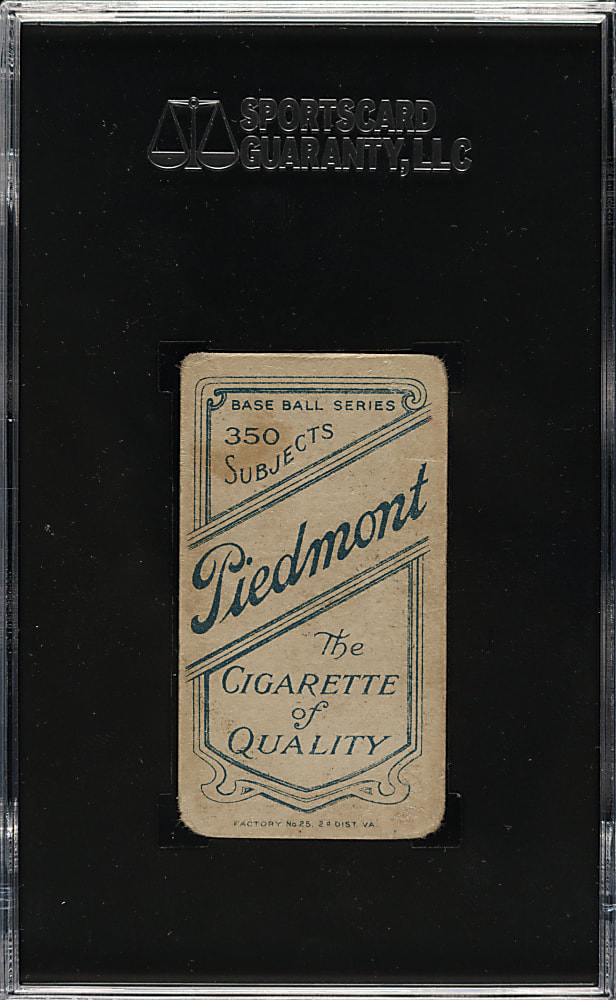 SPORTSCARD
GUARANTY, LLC
BASE BALL SERIES
350
SUBJECTS
Piedmont
The
CIGARETTE
of
QUALITY
FACTORY No 25. 2d DIST. VA.